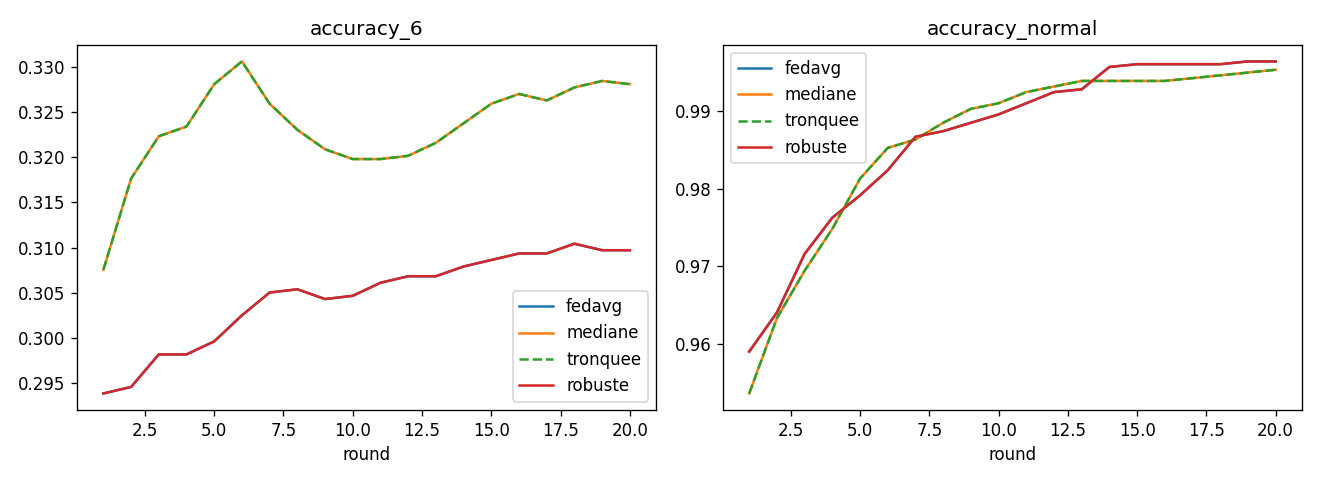 accuracy_6
0.330
0.325
0.320
0.315
0.310
0.305
0.300
0.295
fedavg
mediane
tronquee
robuste
2.5 5.0 7.5 10.0 12.5 15.0 17.5 20.0
round
accuracy_normal
fedavg
mediane
tronquee
robuste
0.99
0.98
0.97
0.96
2.5 5.0 7.5 10.0 12.5 15.0 17.5 20.0
round